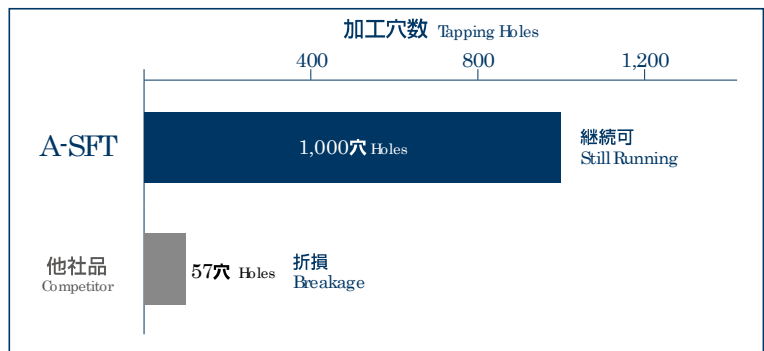 加工穴数 Tapping Holes
400 800 1,200
A-SFT
1,000穴 Holes
継続可
Still Running
他社品
Competitor
57穴 Holes
折損
Breakage